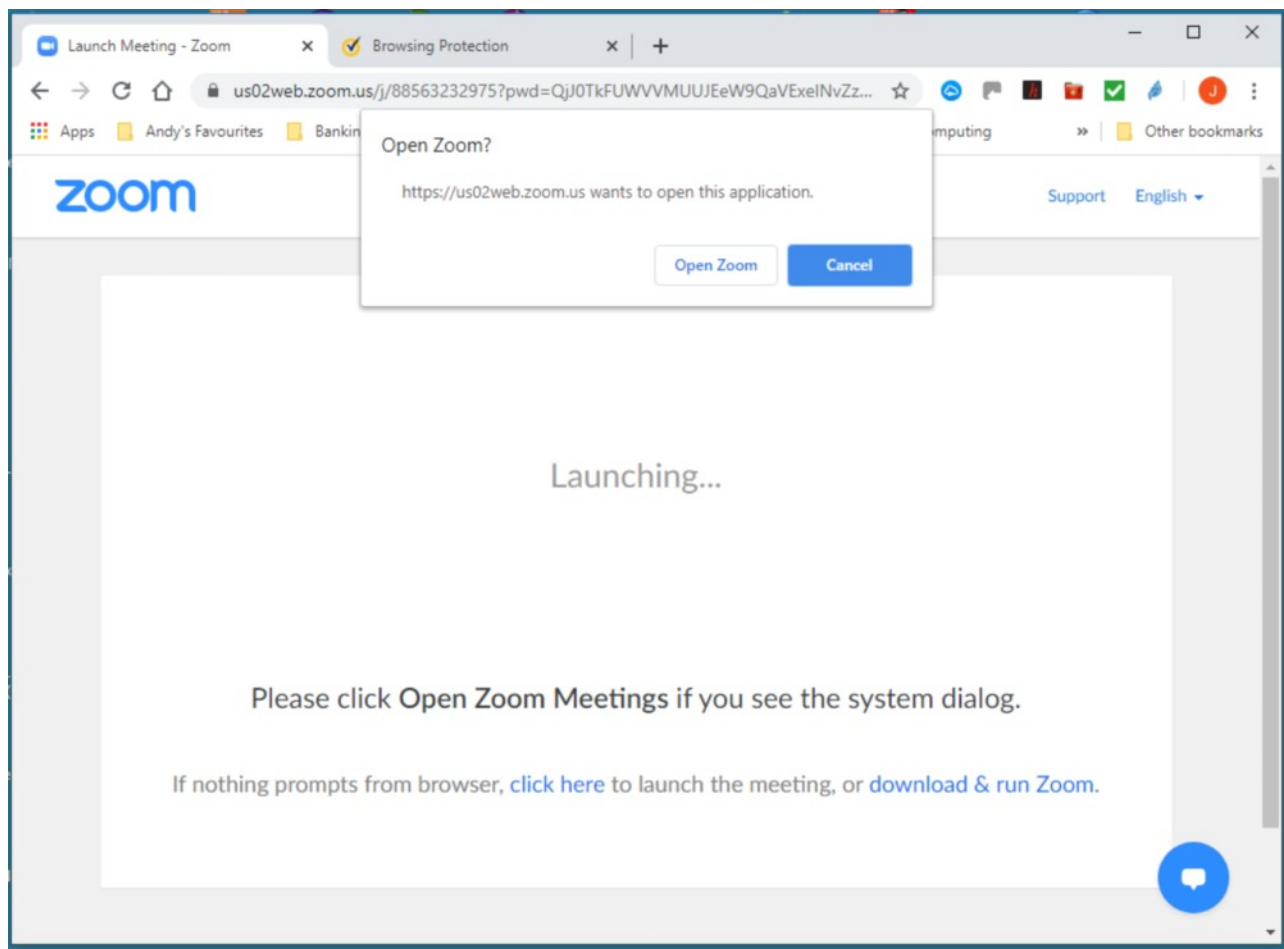 Launch Meeting - Zoom
Browsing Protection
us02web.zoom.us/j/88563232975?pwd=QjJ0TkFUWVVMUUJEeW9QaVExelNvZz...
J
Apps Andy's Favourites Bankin mputing » Other bookmarks
Open Zoom?
https://us02web.zoom.us wants to open this application.
Open Zoom Cancel
zoom
Support English
Launching...
Please click Open Zoom Meetings if you see the system dialog.
If nothing prompts from browser, click here to launch the meeting, or download & run Zoom.